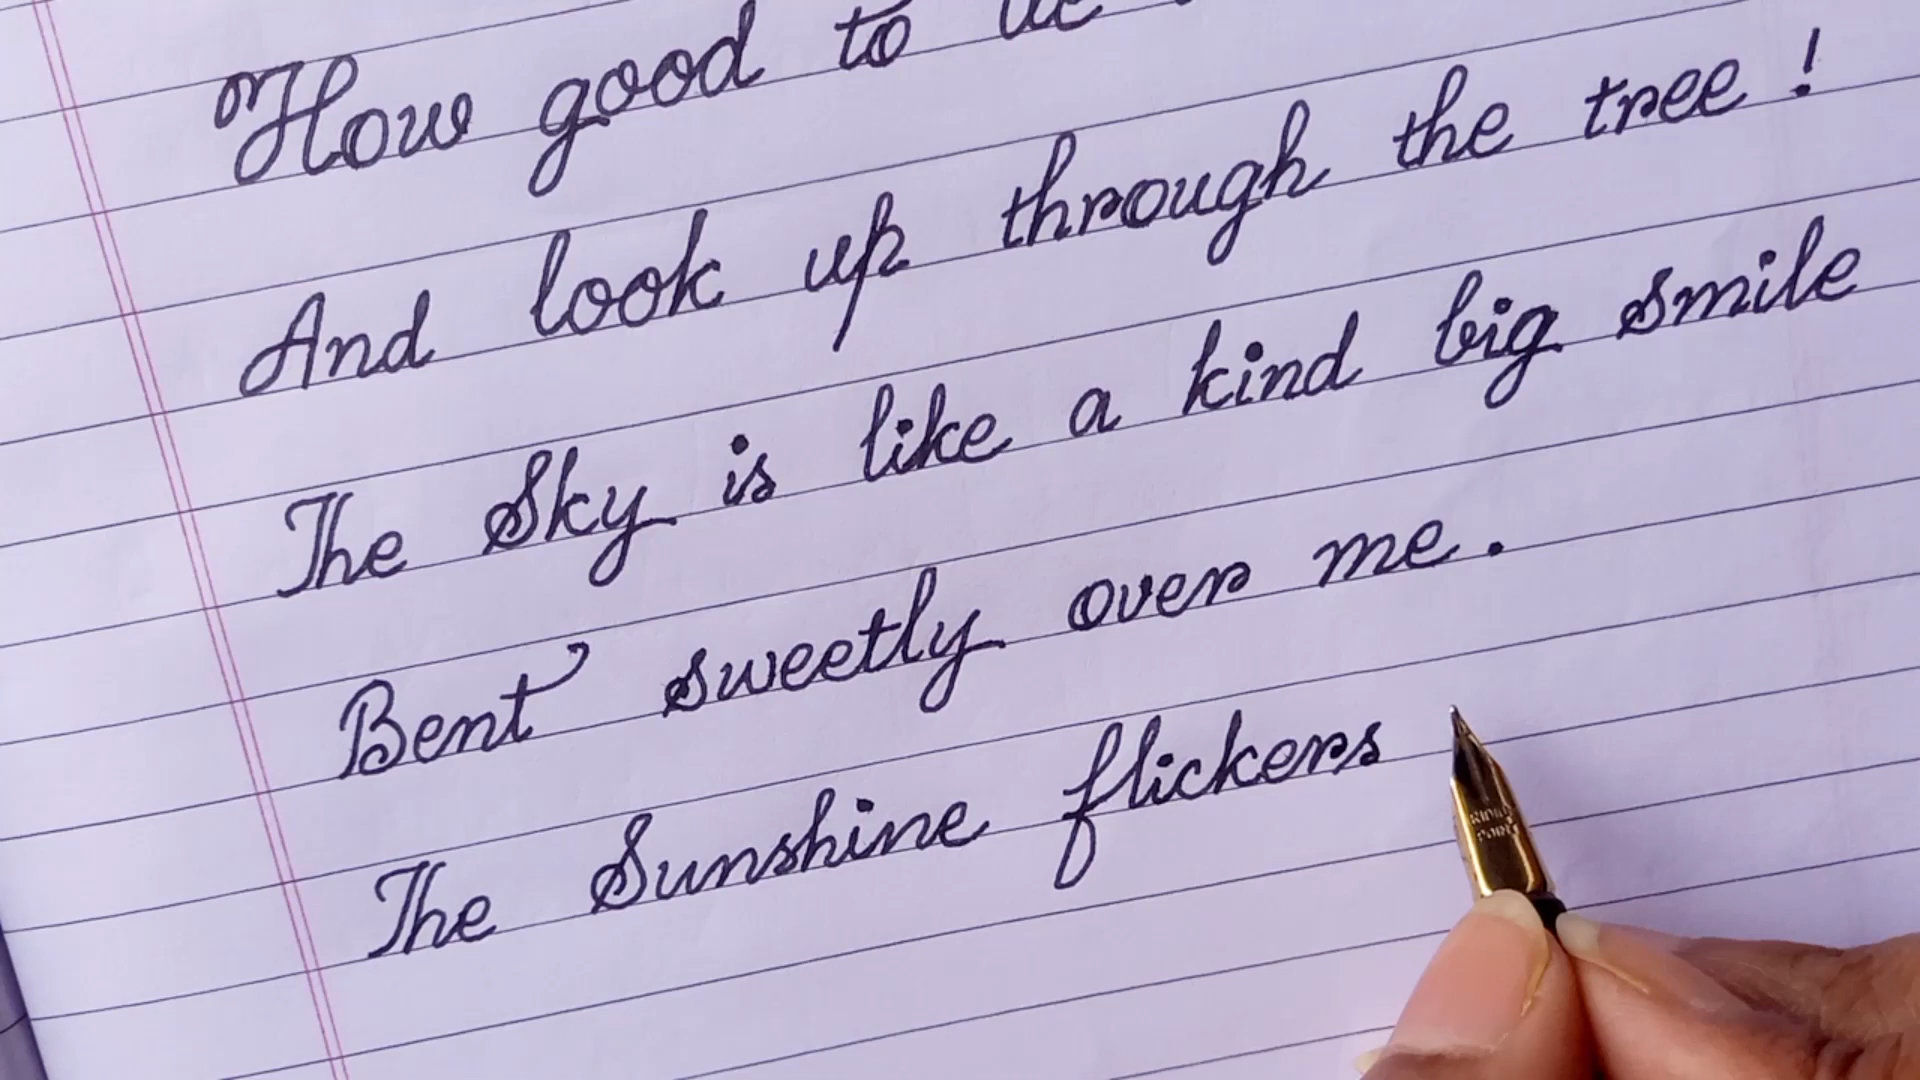 How good to
And look up through the tree!
The Sky is like a kind big smile
Bent sweetly over me.
The Sunshine flickers